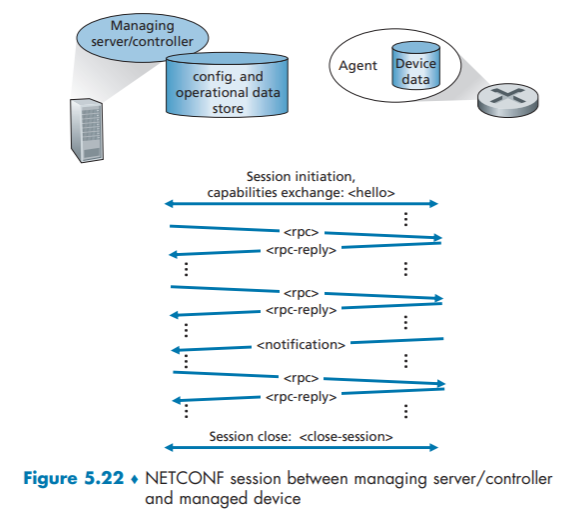 Managing
server/controller
config. and
operational data
store
Agent
Device
data
Session initiation,
capabilities exchange: <hello>
<rpc>
<rpc-reply>
<rpc>
<rpc-reply>
<notification>
<rpc>
<rpc-reply>
Session close: <close-session>
Figure 5.22 ♦ NETCONF session between managing server/controller
and managed device